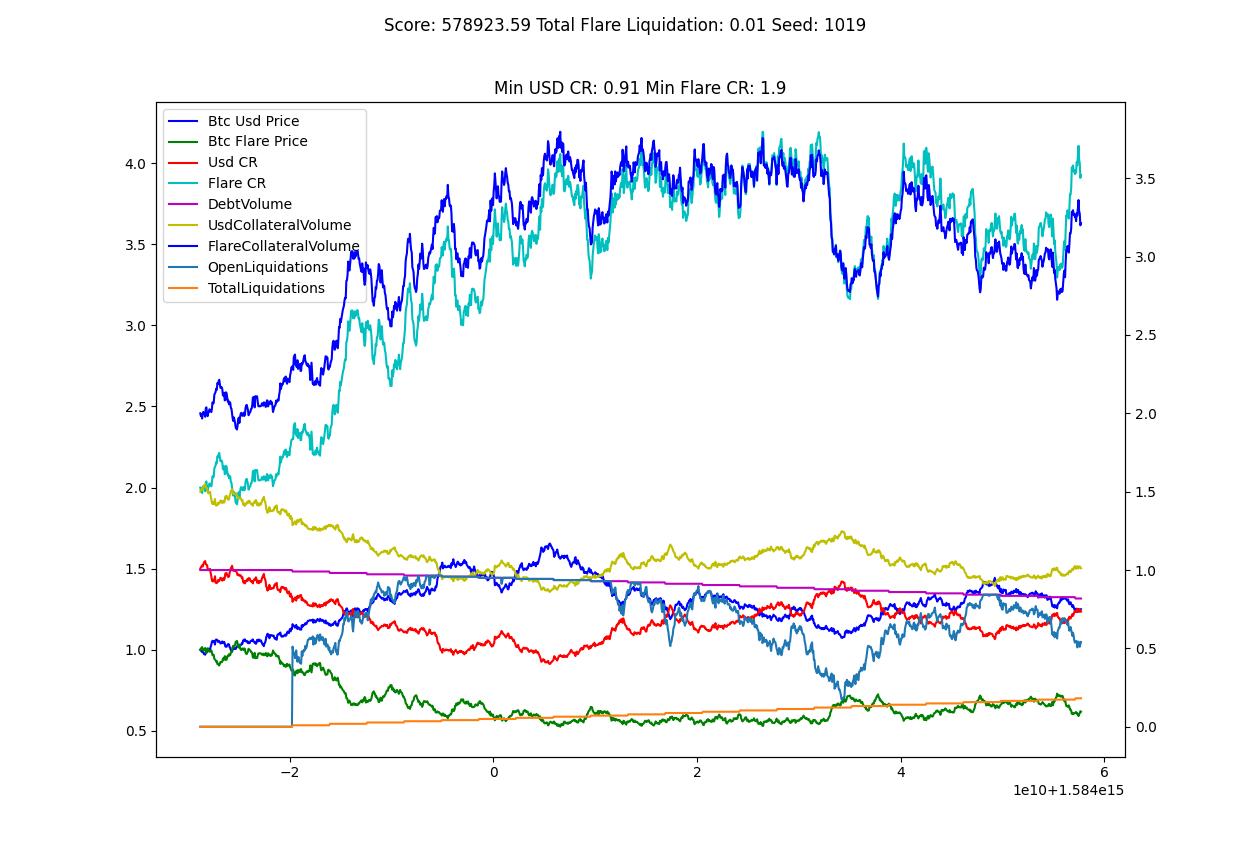 Score: 578923.59 Total Flare Liquidation: 0.01 Seed: 1019
Min USD CR: 0.91 Min Flare CR: 1.9
Btc Usd Price
Btc Flare Price
Usd CR
Flare CR
DebtVolume
UsdCollateralVolume
FlareCollateralVolume
OpenLiquidations
TotalLiquidations
4.0
3.5
3.0
2.5
2.0
1.5
1.0
0.5
3.5
3.0
2.5
2.0
1.5
1.0
0.5
0.0
−2
0
2
4
6
1e10+1.584e15